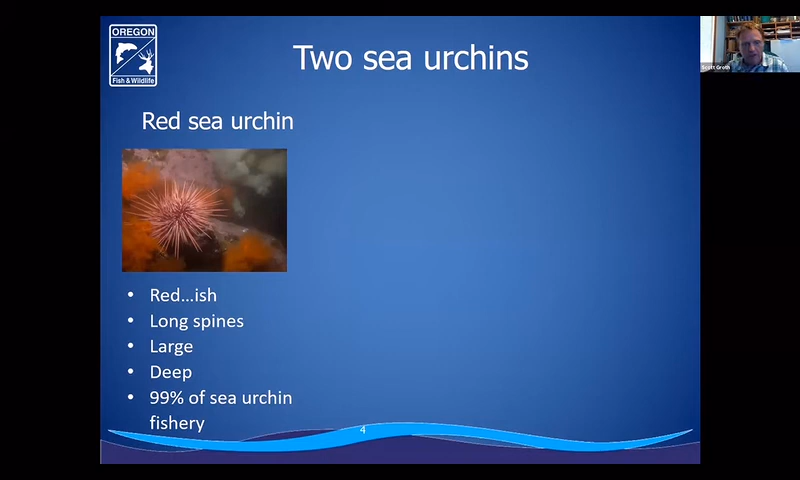 OREGON
Fish & Wildlife
Two sea urchins
Scott Groth
Red sea urchin
• Red...ish
• Long spines
• Large
• Deep
• 99% of sea urchin
fishery
4